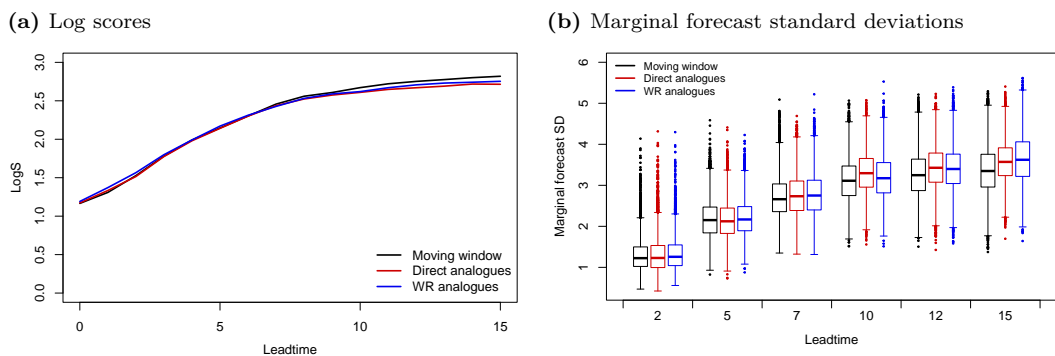 (a) Log scores
LogS
3.0
2.5
2.0
1.5
1.0
0.5
0.0
Moving window
Direct analogues
WR analogues
0 5 10 15
Leadtime
(b) Marginal forecast standard deviations
Marginal forecast SD
6
5
4
3
2
1
Moving window
Direct analogues
WR analogues
2 5 7 10 12 15
Leadtime